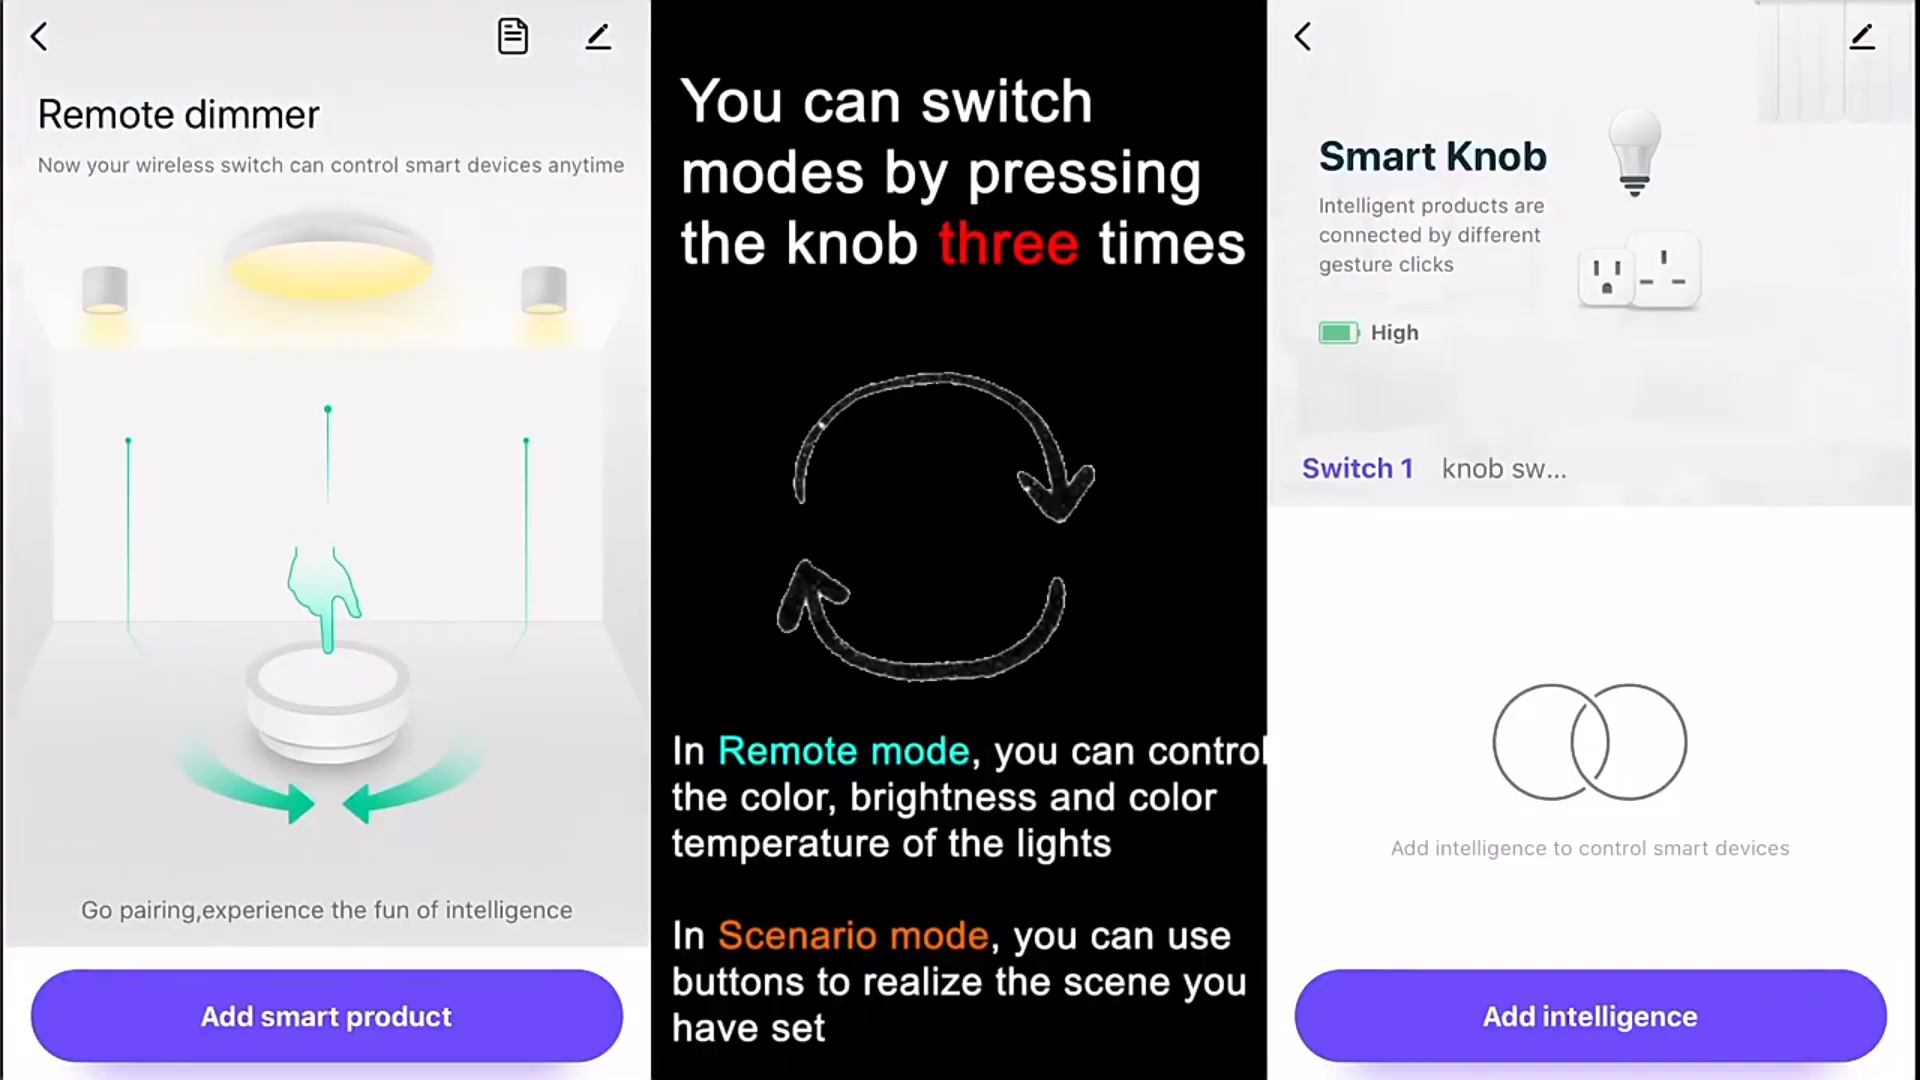 Remote dimmer
Now your wireless switch can control smart devices anytime
Go pairing,experience the fun of intelligence
Add smart product
You can switch
modes by pressing
the knob three times
In Remote mode, you can control
the color, brightness and color
temperature of the lights
In Scenario mode, you can use
buttons to realize the scene you
have set
Smart Knob
Intelligent products are
connected by different
gesture clicks
High
Switch 1 knob sw...
Add intelligence to control smart devices
Add intelligence